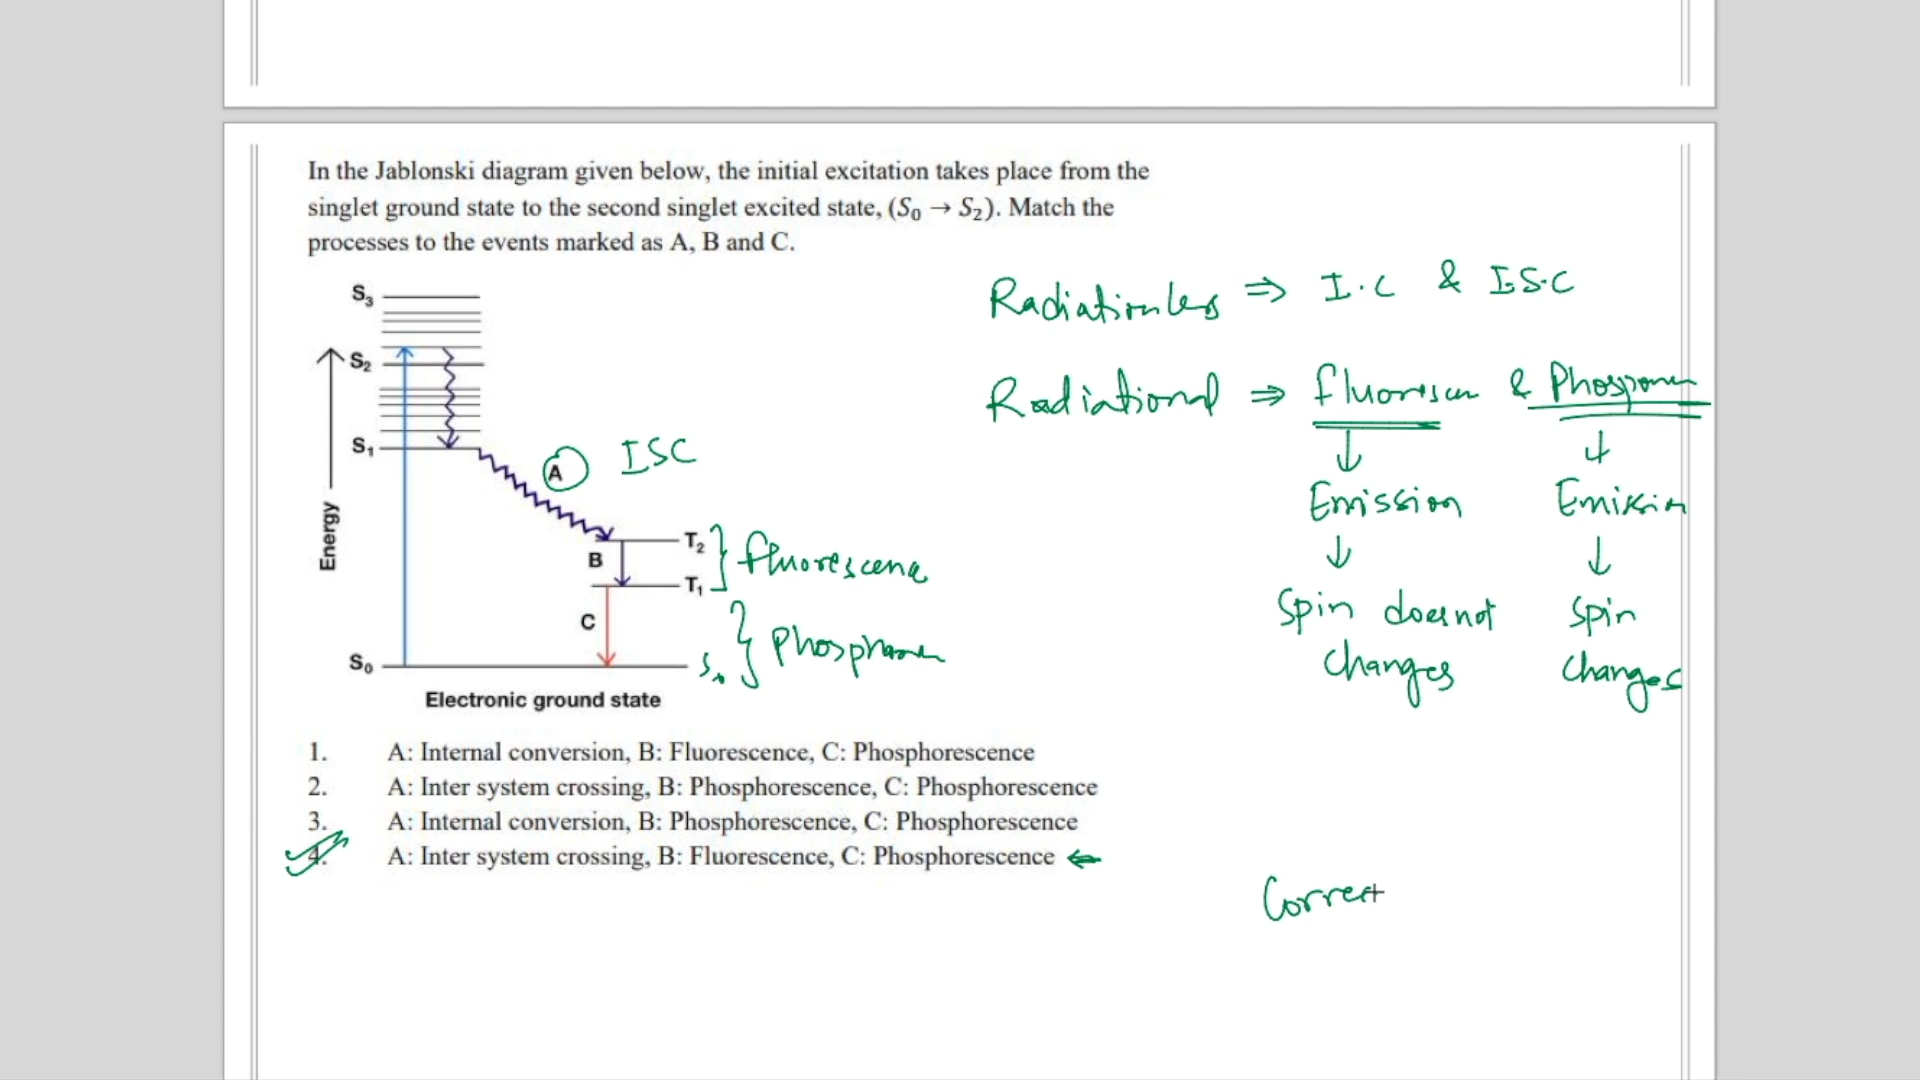 In the Jablonski diagram given below, the initial excitation takes place from the
singlet ground state to the second singlet excited state, (S₀ → S₂). Match the
processes to the events marked as A, B and C.
S₃
S₂
S₁
S₀
Energy
A
ISC
B
T₂
T₁
C
Electronic ground state
fluorescence
S₀
Radiationless ⇒ I.C & I.S.C
Radiational ⇒ &
Emission
Spin doesnot
changes
Spin
changes
1. A: Internal conversion, B: Fluorescence, C: Phosphorescence
2. A: Inter system crossing, B: Phosphorescence, C: Phosphorescence
3. A: Internal conversion, B: Phosphorescence, C: Phosphorescence
4. A: Inter system crossing, B: Fluorescence, C: Phosphorescence
Correct